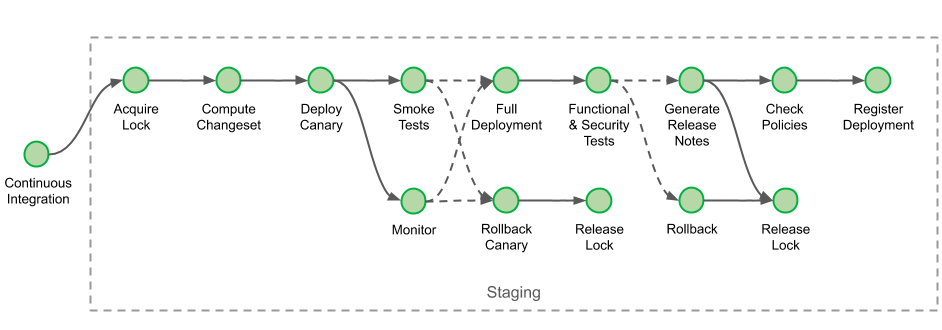 Acquire
Lock
Compute
Changeset
Deploy
Canary
Smoke
Tests
Full
Deployment
Functional
& Security
Tests
Generate
Release
Notes
Check
Policies
Register
Deployment
Continuous
Integration
Monitor
Rollback
Canary
Release
Lock
Rollback
Release
Lock
Staging